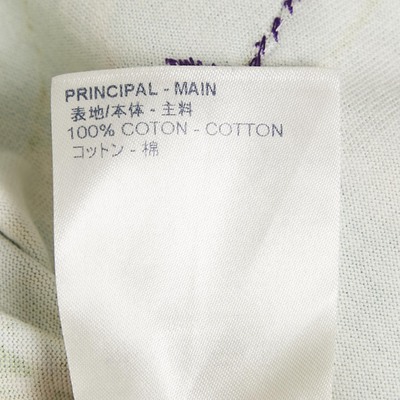 PRINCIPAL - MAIN
表地/本体 - 主料
100% COTON - COTTON
コットン - 棉